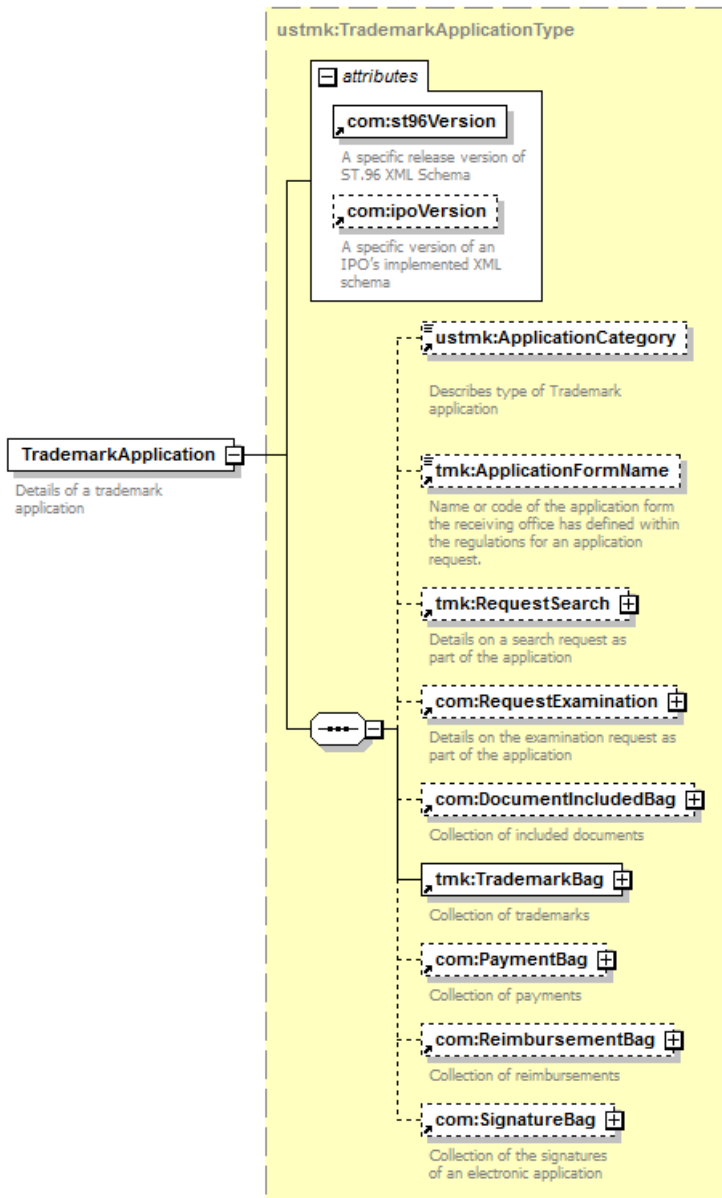 ustmk:TrademarkApplicationType
attributes
com:st96Version
A specific release version of
ST.96 XML Schema
com:ipoVersion
A specific version of an
IPO's implemented XML
schema
ustmk:ApplicationCategory
Describes type of Trademark
application
TrademarkApplication
Details of a trademark
application
tmk:ApplicationFormName
Name or code of the application form
the receiving office has defined within
the regulations for an application
request.
tmk:RequestSearch
Details on a search request as
part of the application
com:RequestExamination
Details on the examination request as
part of the application
com:DocumentIncludedBag
Collection of included documents
tmk:TrademarkBag
Collection of trademarks
com:PaymentBag
Collection of payments
com:ReimbursementBag
Collection of reimbursements
com:SignatureBag
Collection of the signatures
of an electronic application